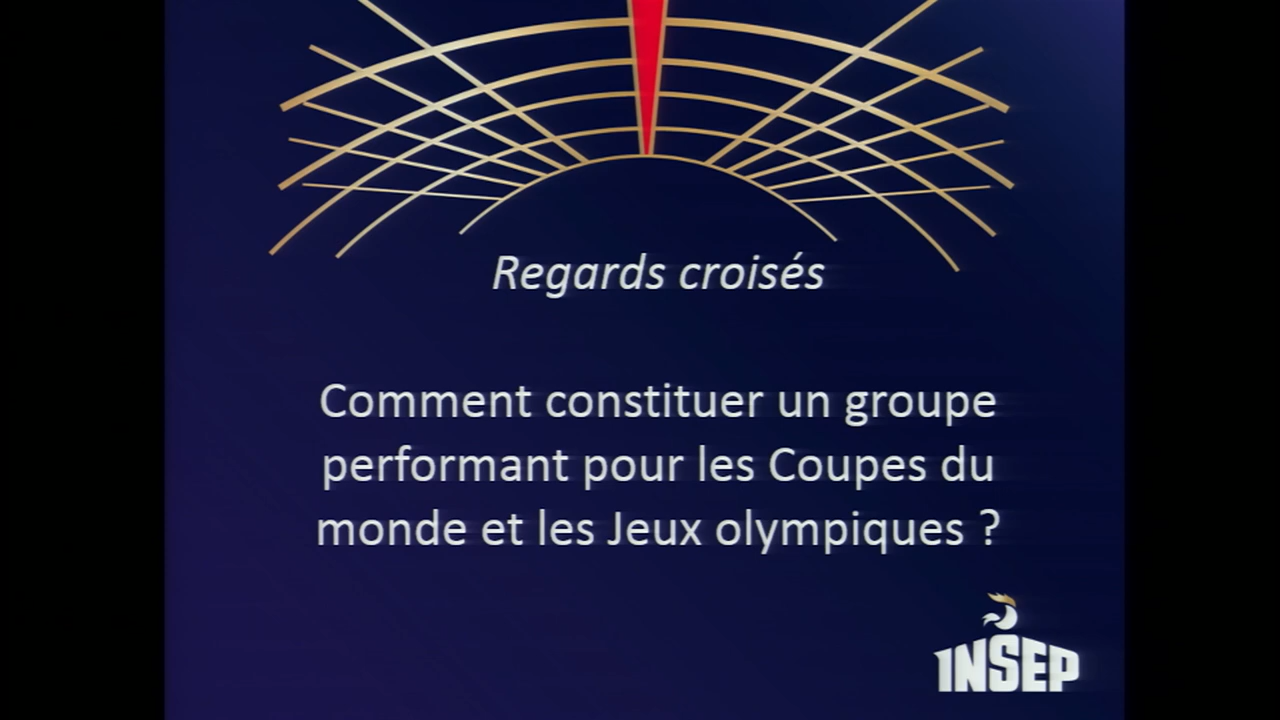 Regards croisés
Comment constituer un groupe
performant pour les Coupes du
monde et les Jeux olympiques ?
INSEP